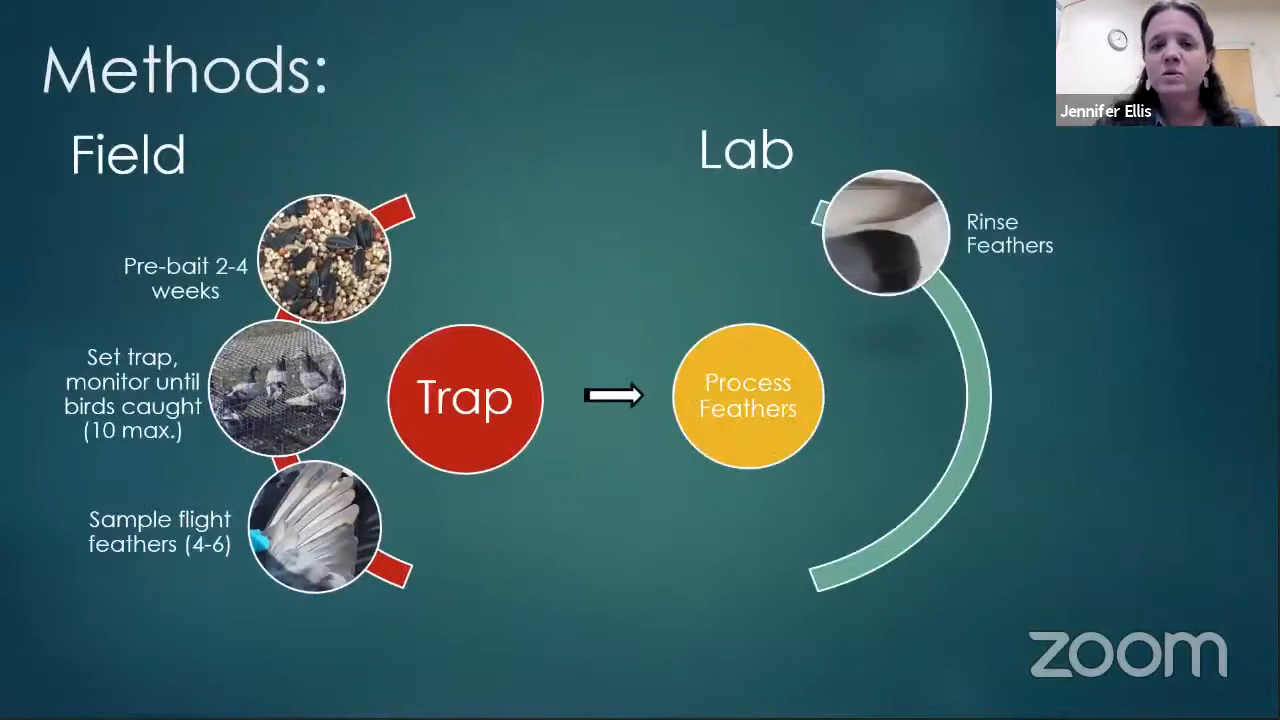 Methods:
Field
Pre-bait 2-4
weeks
Set trap,
monitor until
birds caught
(10 max.)
Sample flight
feathers (4-6)
Trap
Lab
Process
Feathers
Rinse
Feathers
Jennifer Ellis
zoom